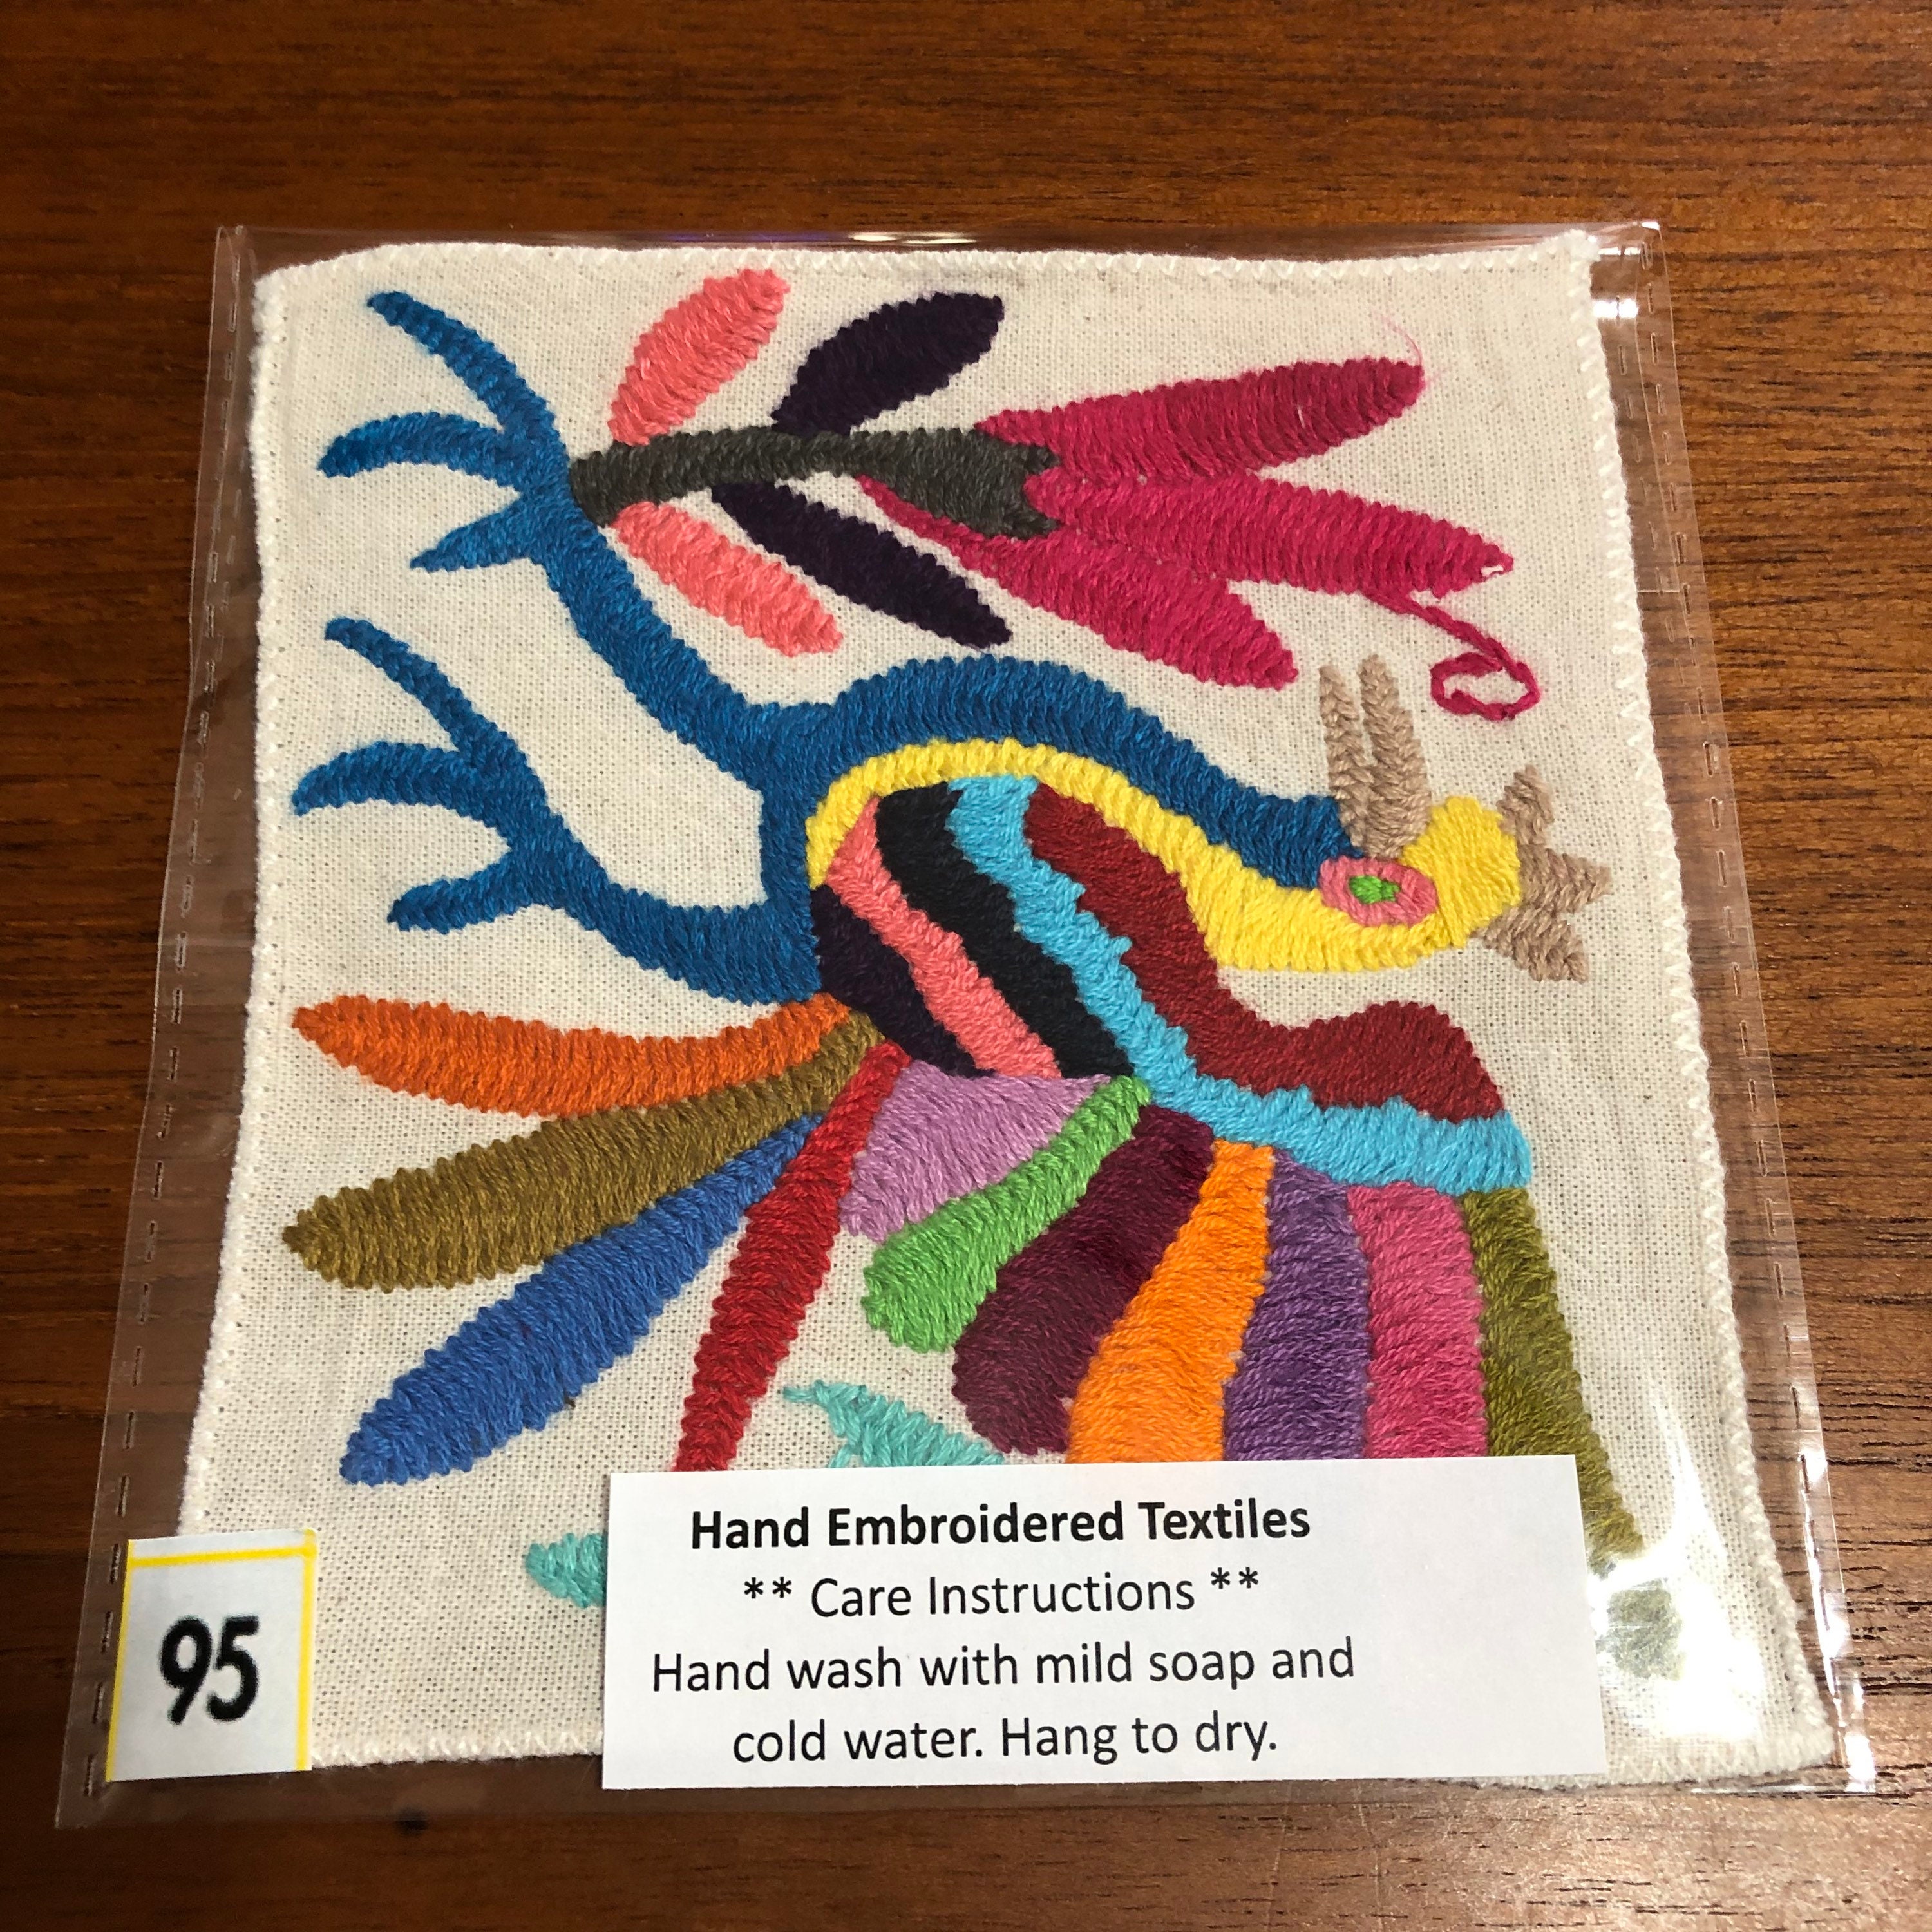 Hand Embroidered Textiles
** Care Instructions **
Hand wash with mild soap and
cold water. Hang to dry.
95